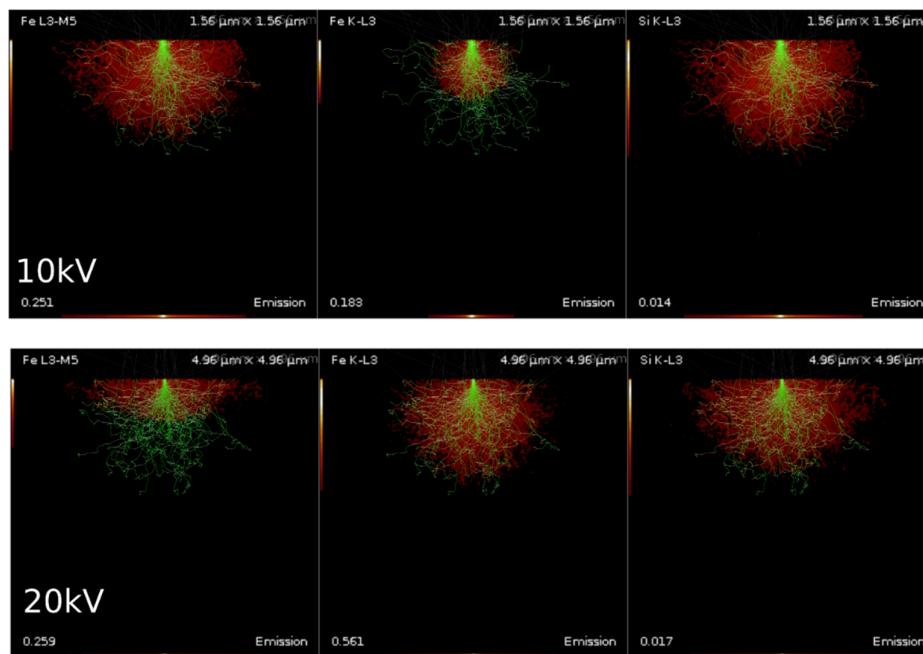 Fe L3-M5 1.56 µm × 1.56 µm Fe K-L3 1.56 µm × 1.56 µm Si K-L3 1.56 µm × 1.56 µm
10kV
0.251 Emission 0.183 Emission 0.014 Emission
Fe L3-M5 4.96 µm × 4.96 µm Fe K-L3 4.96 µm × 4.96 µm Si K-L3 4.96 µm × 4.96 µm
20kV
0.259 Emission 0.561 Emission 0.017 Emission